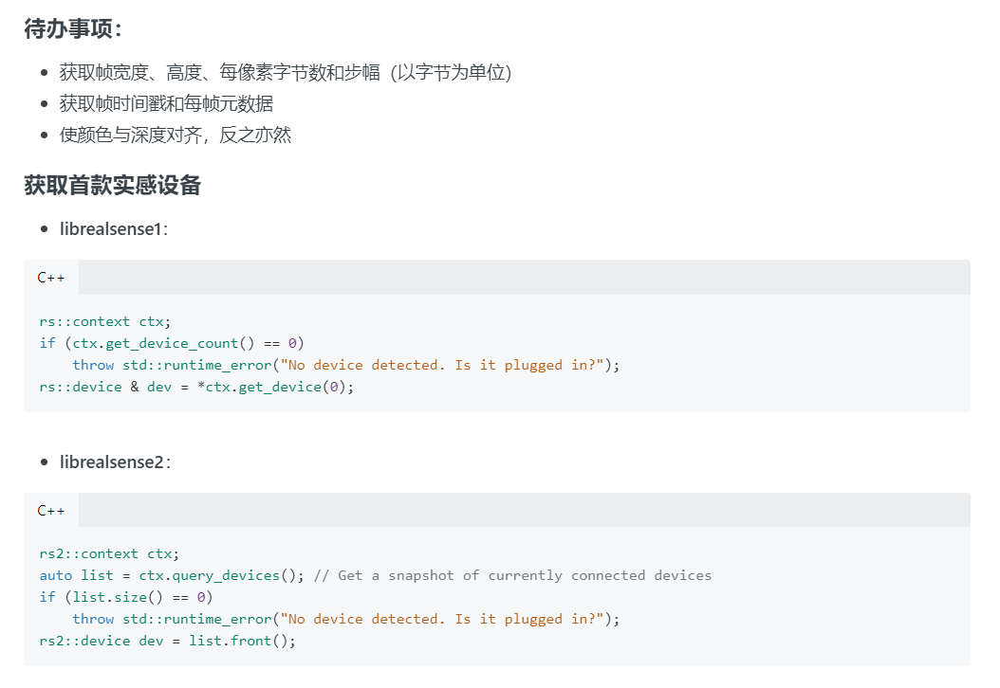 待办事项：
• 获取帧宽度、高度、每像素字节数和步幅（以字节为单位）
• 获取帧时间戳和每帧元数据
• 使颜色与深度对齐，反之亦然
获取首款实感设备
• librealsense1：
C++
rs::context ctx;
if (ctx.get_device_count() == 0)
    throw std::runtime_error("No device detected. Is it plugged in?");
rs::device & dev = *ctx.get_device(0);
• librealsense2：
C++
rs2::context ctx;
auto list = ctx.query_devices(); // Get a snapshot of currently connected devices
if (list.size() == 0)
    throw std::runtime_error("No device detected. Is it plugged in?");
rs2::device dev = list.front();